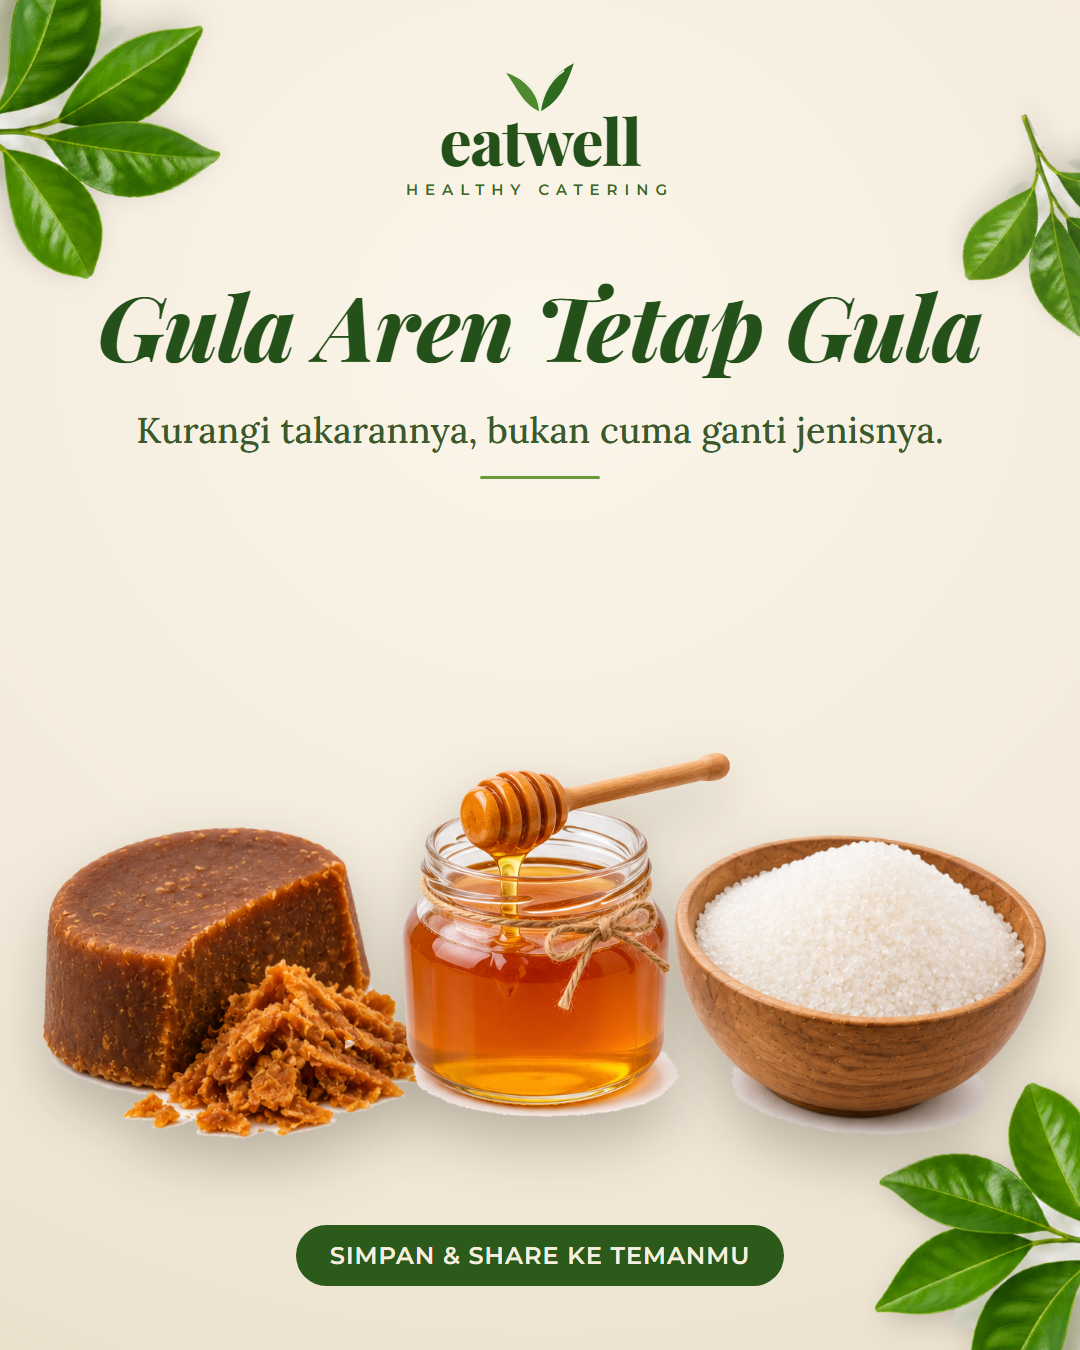 eatwell
HEALTHY CATERING
Gula Aren Tetap Gula
Kurangi takarannya, bukan cuma ganti jenisnya.
SIMPAN & SHARE KE TEMANMU